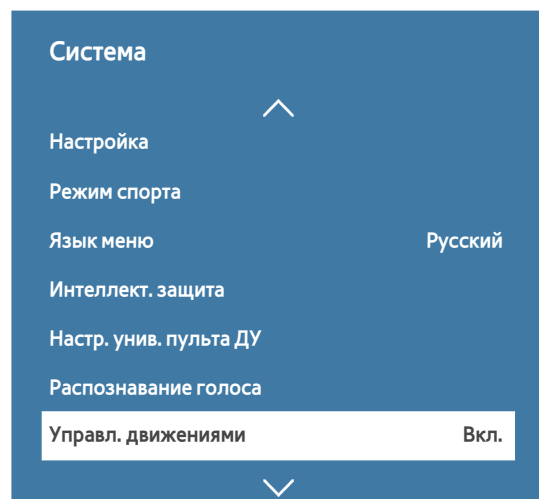 Система
Настройка
Режим спорта
Язык меню Русский
Интеллект. защита
Настр. унив. пульта ДУ
Распознавание голоса
Управл. движениями Вкл.